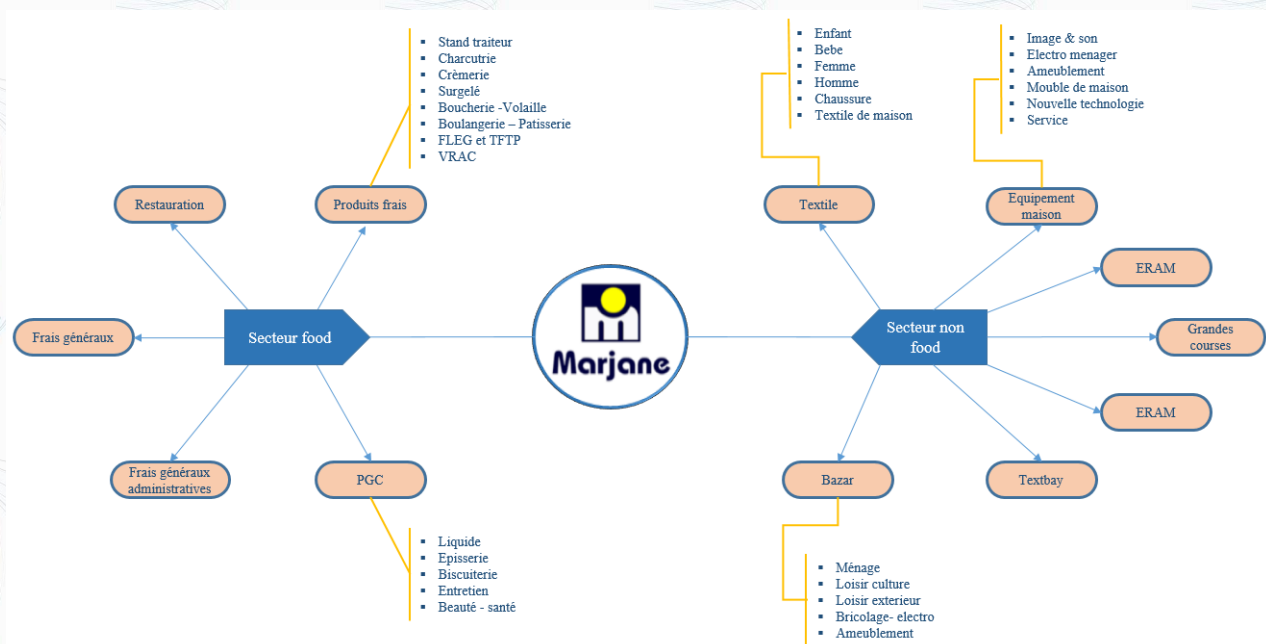 Stand traiteur
Charcutrie
Crèmerie
Surgelé
Boucherie -Volaille
Boulangerie – Patisserie
FLEG et TFTP
VRAC
Enfant
Bebe
Femme
Homme
Chaussure
Textile de maison
Image & son
Electro menager
Ameublement
Mouble de maison
Nouvelle technologie
Service
Restauration
Produits frais
Textile
Equipement
maison
ERAM
Frais généraux
Secteur food
Marjane
Secteur non
food
Grandes
courses
ERAM
Frais généraux
administratives
PGC
Bazar
Textbay
Liquide
Episserie
Biscuiterie
Entretien
Beauté - santé
Ménage
Loisir culture
Loisir exterieur
Bricolage- electro
Ameublement